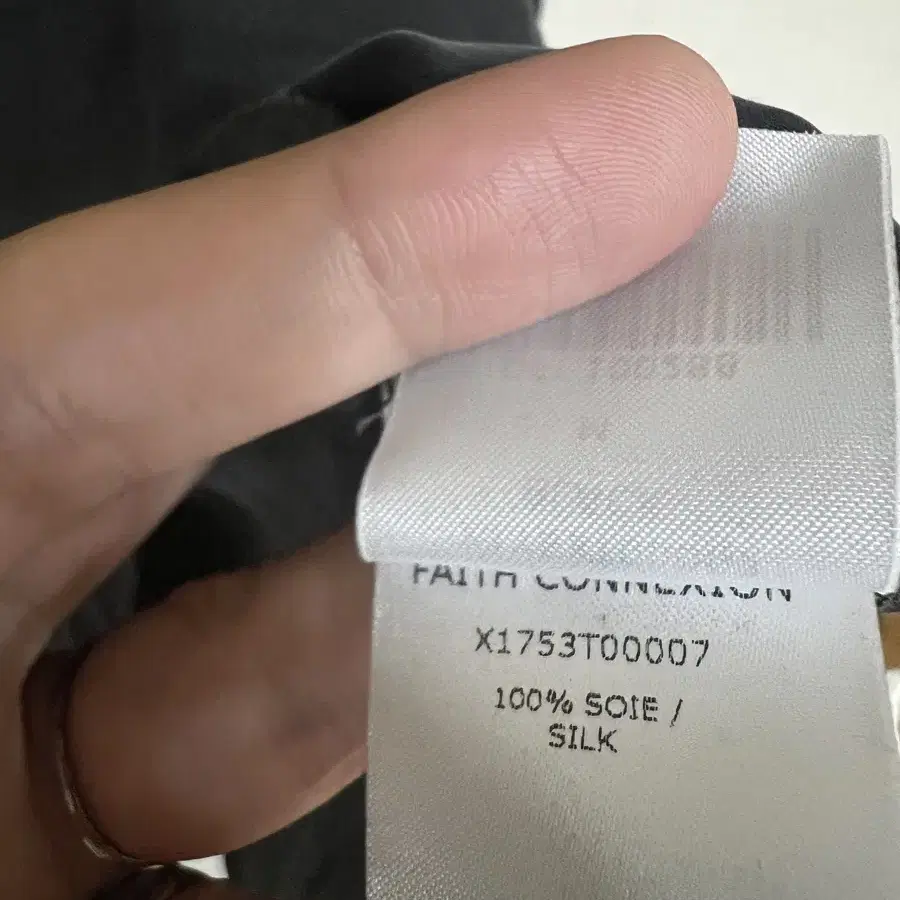 FAITH CONNEXION
X1753T00007
100% SOIE /
SILK